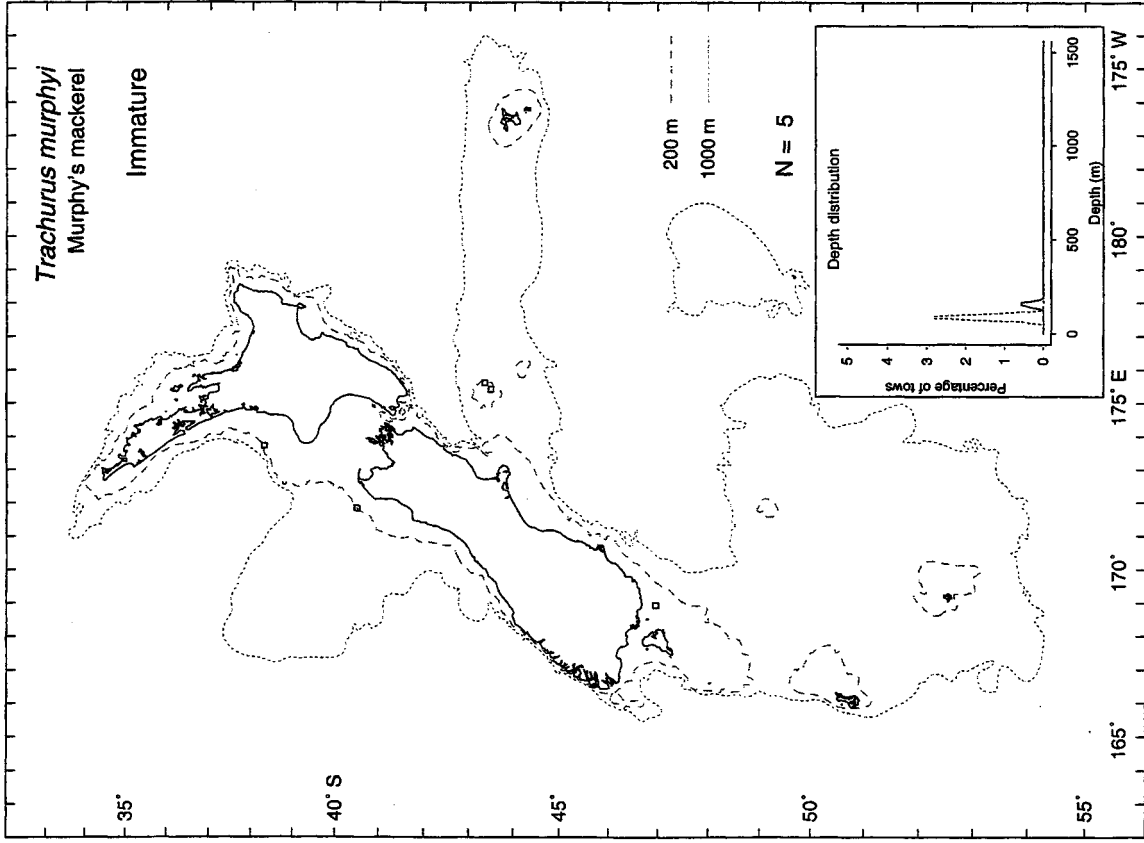 Trachurus murphyi
Murphy's mackerel
Immature
35°
40° S
45°
50°
55°
165°
170°
175° E
180°
175° W
200 m
1000 m
N = 5
Depth distribution
Percentage of tows
5
4
3
2
1
0
0
500
1000
1500
Depth (m)